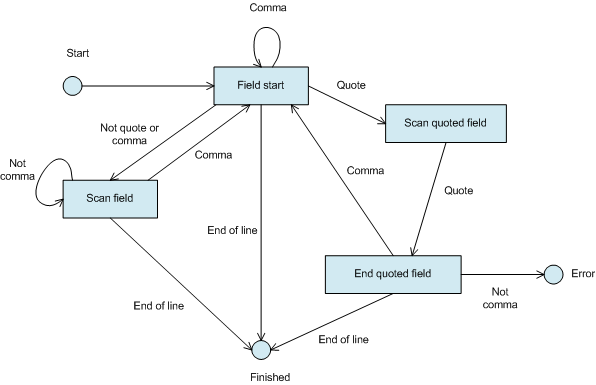 Comma
Start
Field start
Quote
Scan quoted field
Not quote or
comma
Comma
Not
comma
Comma
Scan field
Quote
End of line
End quoted field
Error
Not
comma
End of line
End of line
Finished